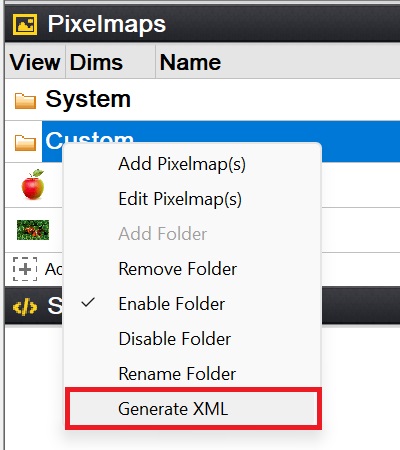 Pixelmaps
View Dims Name
System
Custom
Add Pixelmap(s)
Edit Pixelmap(s)
Add Folder
Remove Folder
Enable Folder
Disable Folder
Rename Folder
Generate XML